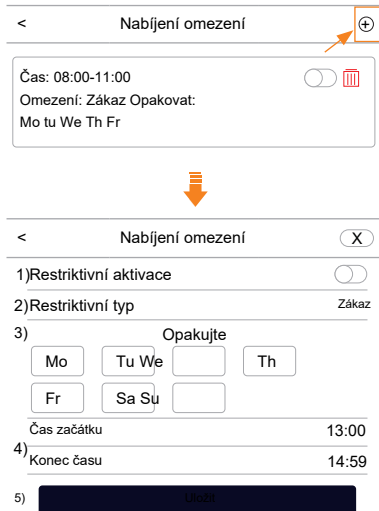 < Nabíjení omezení
Čas: 08:00-11:00
Omezení: Zákaz Opakovat:
Mo tu We Th Fr
< Nabíjení omezení X
1)Restriktivní aktivace
2)Restriktivní typ Zákaz
3) Opakujte
Mo Tu We Th
Fr Sa Su
Čas začátku 13:00
4)
Konec času 14:59
5) Uložit